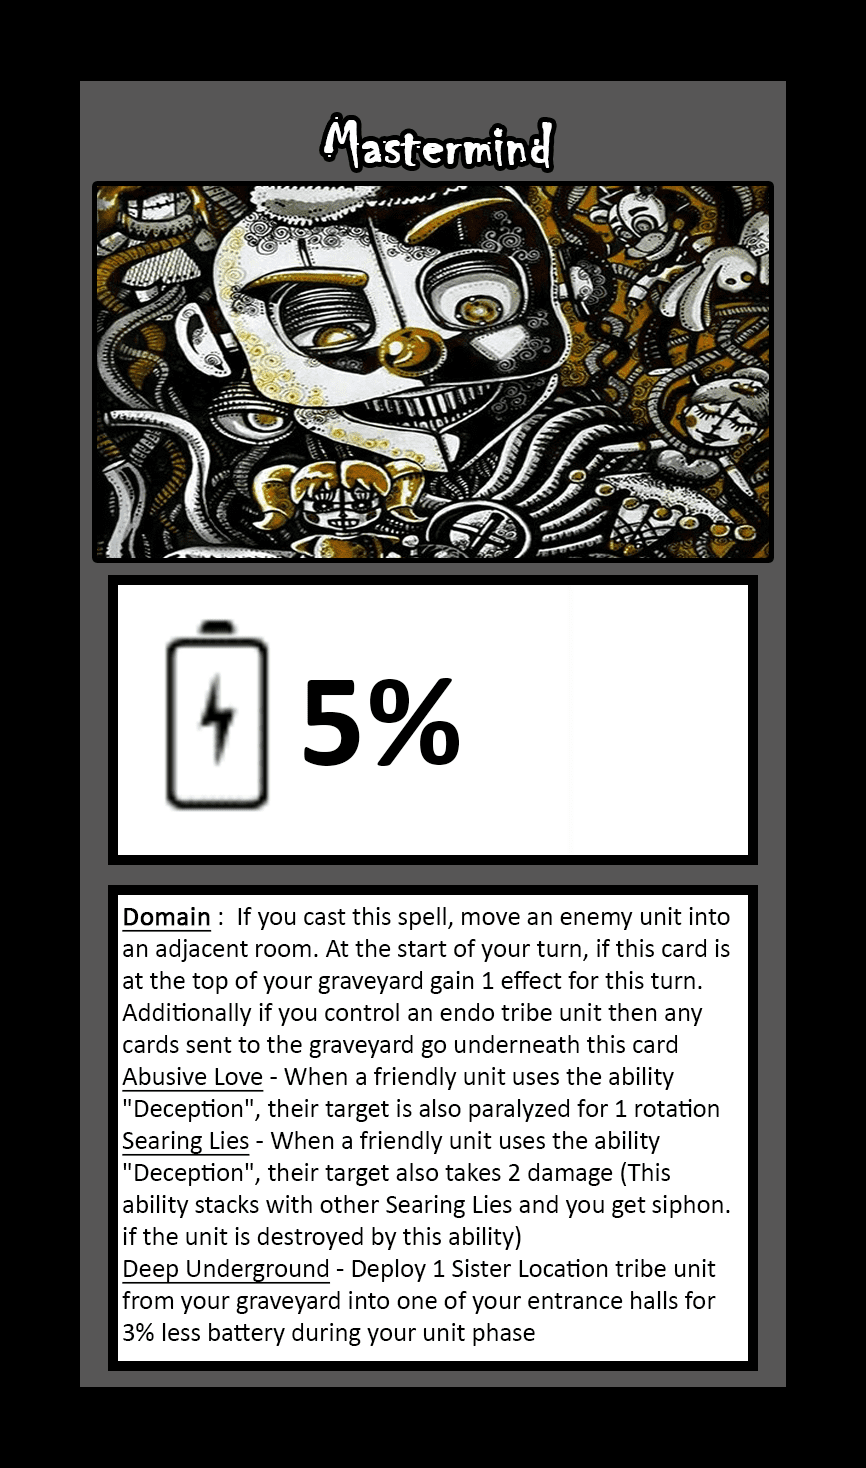 Mastermind
5%
Domain :  If you cast this spell, move an enemy unit into
an adjacent room. At the start of your turn, if this card is
at the top of your graveyard gain 1 effect for this turn.
Additionally if you control an endo tribe unit then any
cards sent to the graveyard go underneath this card
Abusive Love - When a friendly unit uses the ability
"Deception", their target is also paralyzed for 1 rotation
Searing Lies - When a friendly unit uses the ability
"Deception", their target also takes 2 damage (This
ability stacks with other Searing Lies and you get siphon.
if the unit is destroyed by this ability)
Deep Underground - Deploy 1 Sister Location tribe unit
from your graveyard into one of your entrance halls for
3% less battery during your unit phase